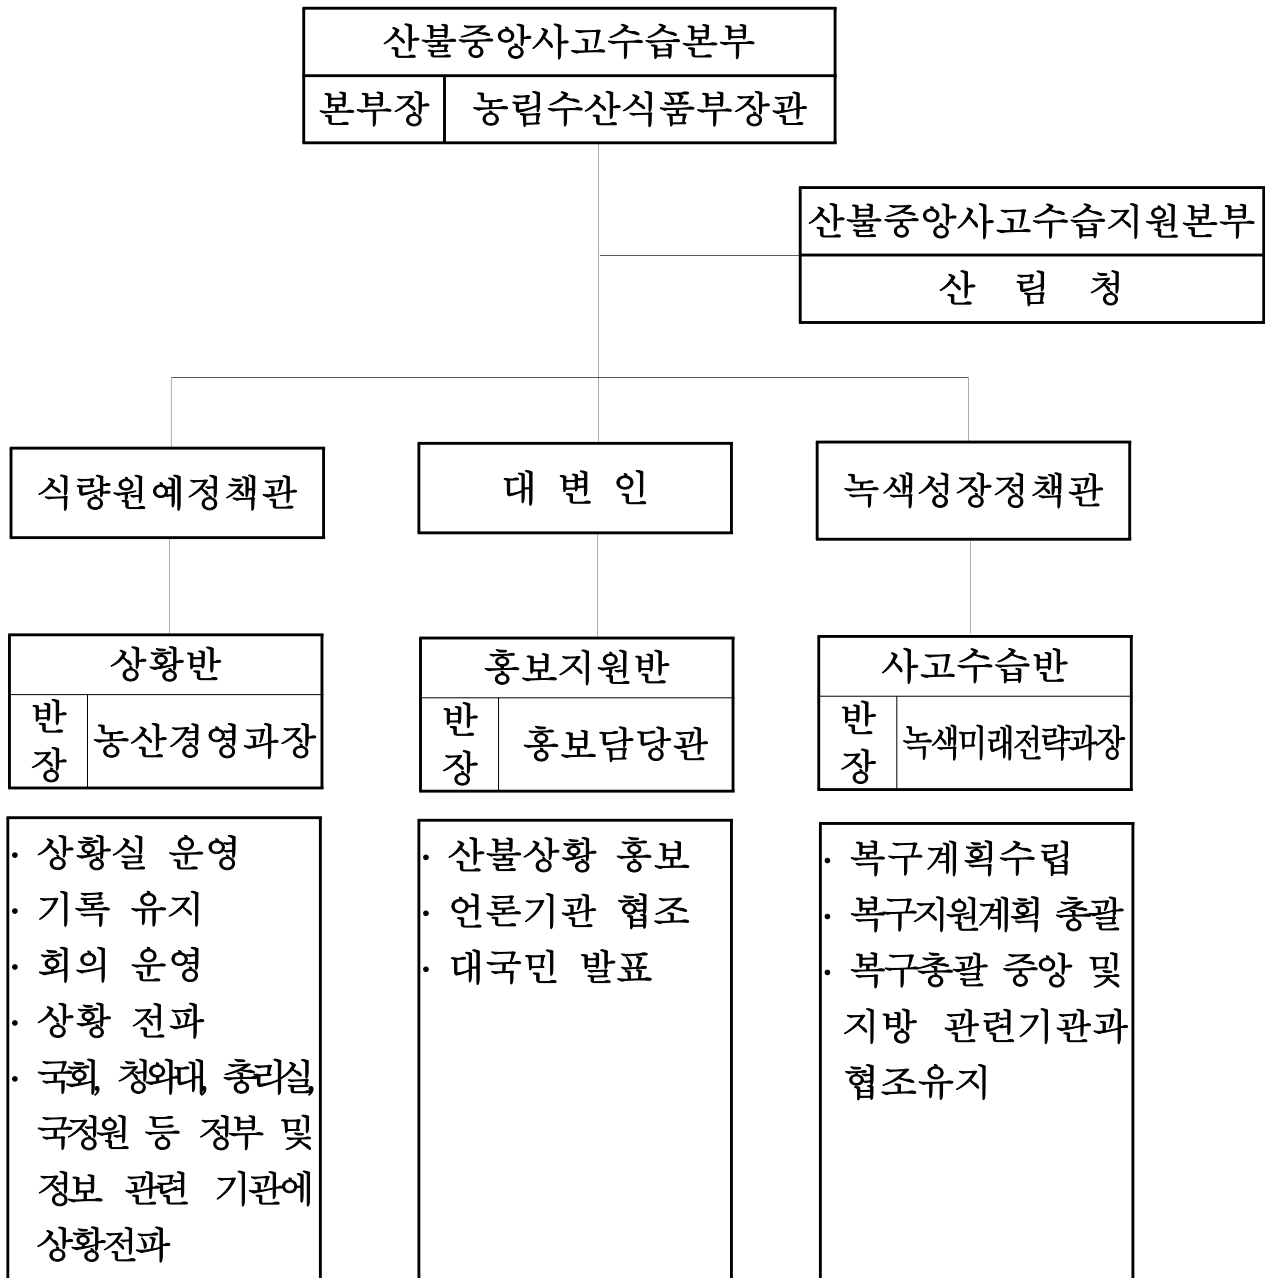 산불중앙사고수습본부
본부장 농림수산식품부장관
산불중앙사고수습지원본부
산 림 청
식량원예정책관
대 변 인
녹색성장정책관
상황반
반장 농산경영과장
홍보지원반
반장 홍보담당관
사고수습반
반장 녹색미래전략과장
· 상황실 운영
· 기록 유지
· 회의 운영
· 상황 전파
· 국회, 청와대, 총리실,
국정원 등 정부 및
정보 관련 기관에
상황전파
· 산불상황 홍보
· 언론기관 협조
· 대국민 발표
· 복구계획수립
· 복구지원계획 총괄
· 복구총괄 중앙 및
지방 관련기관과
협조유지